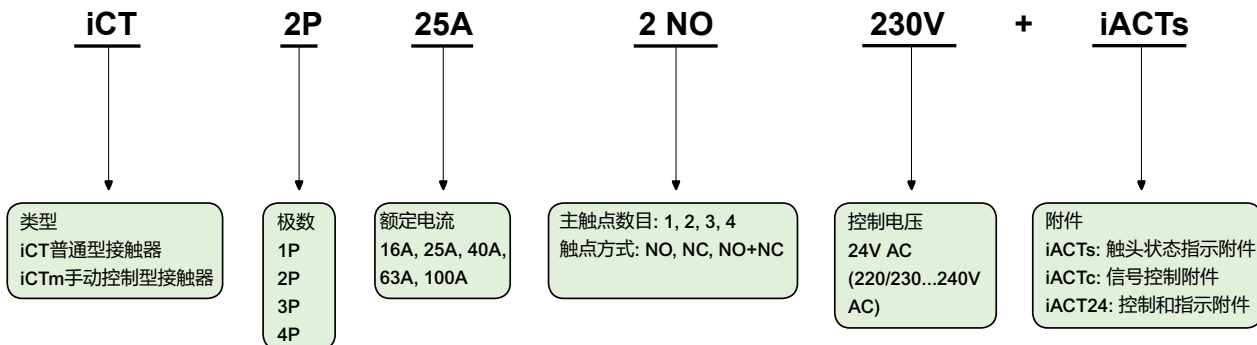 iCT 2P 25A 2 NO 230V + iACTs
类型
iCT普通型接触器
iCTm手动控制型接触器
极数
1P
2P
3P
4P
额定电流
16A, 25A, 40A,
63A, 100A
主触点数目: 1, 2, 3, 4
触点方式: NO, NC, NO+NC
控制电压
24V AC
(220/230...240V
AC)
附件
iACTs: 触头状态指示附件
iACTc: 信号控制附件
iACT24: 控制和指示附件